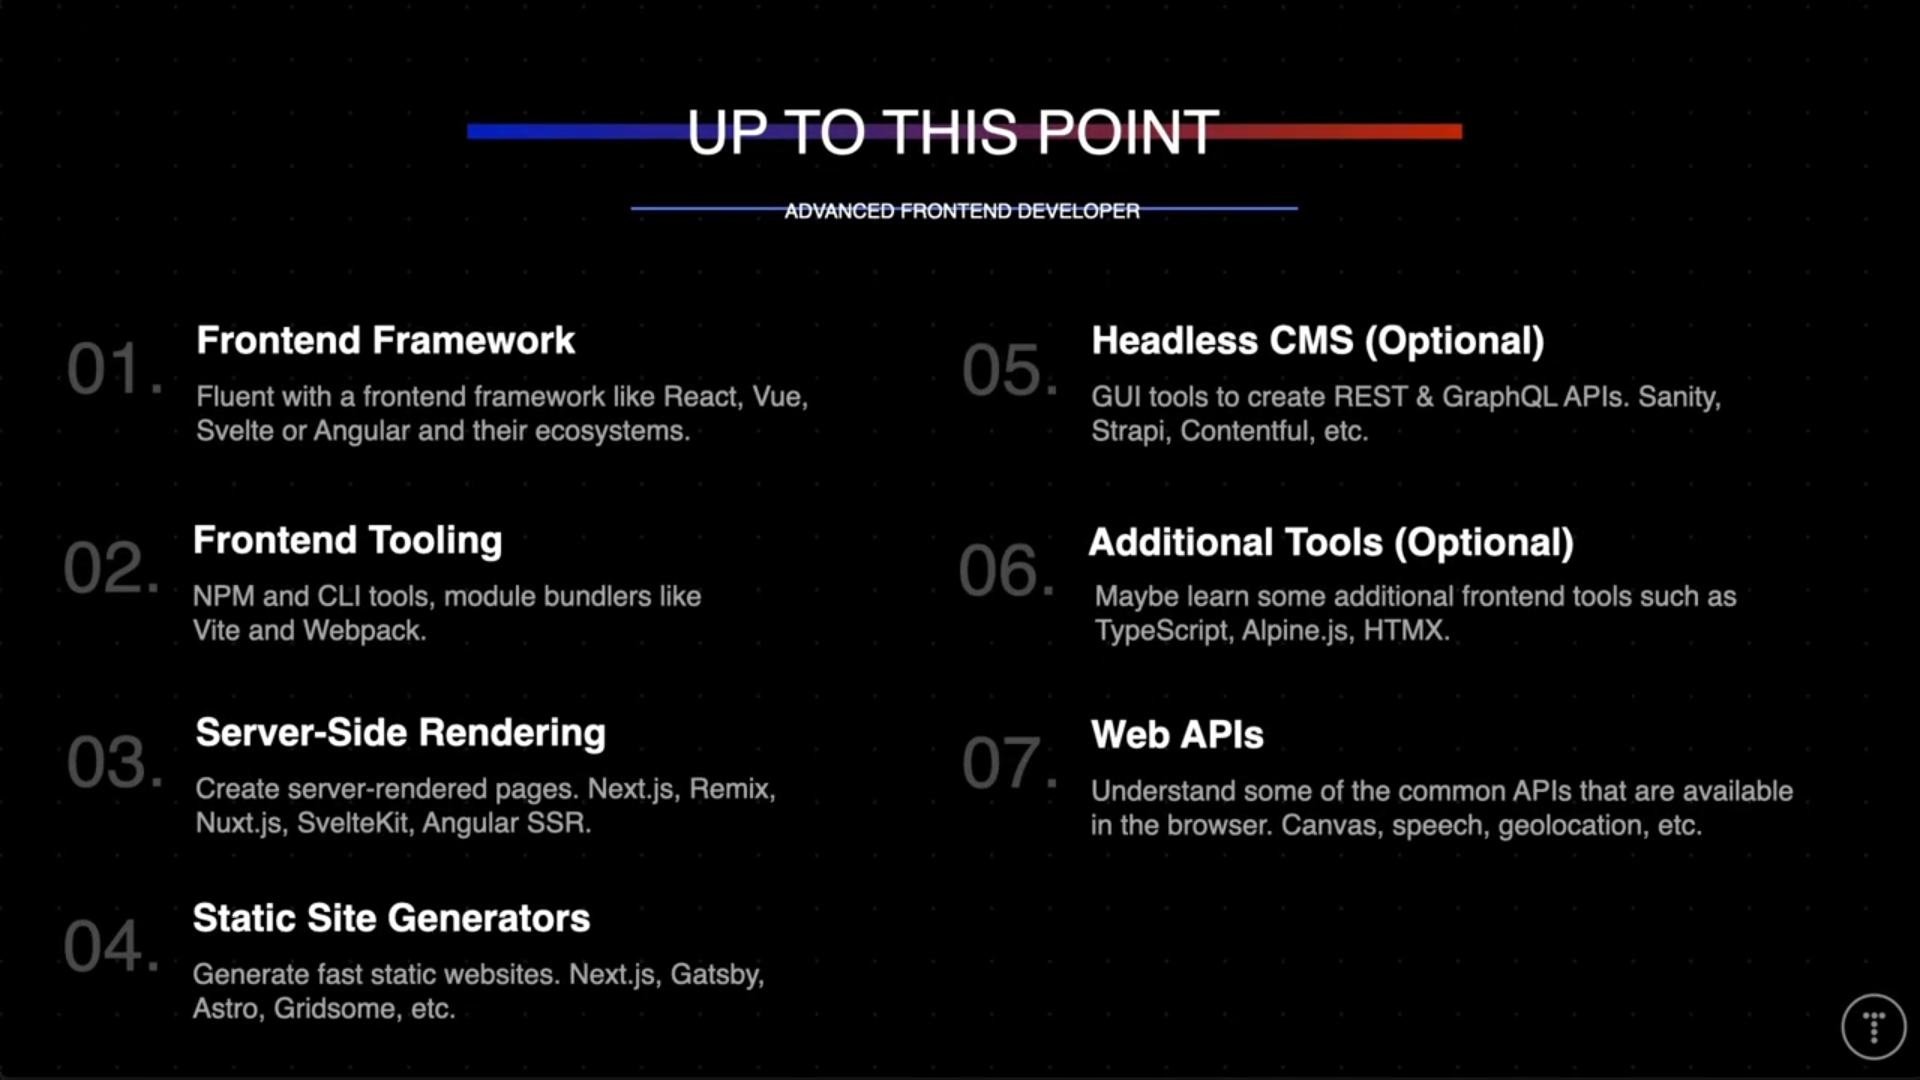 UP TO THIS POINT
ADVANCED FRONTEND DEVELOPER
01.
Frontend Framework
Fluent with a frontend framework like React, Vue,
Svelte or Angular and their ecosystems.
02.
Frontend Tooling
NPM and CLI tools, module bundlers like
Vite and Webpack.
03.
Server-Side Rendering
Create server-rendered pages. Next.js, Remix,
Nuxt.js, SvelteKit, Angular SSR.
04.
Static Site Generators
Generate fast static websites. Next.js, Gatsby,
Astro, Gridsome, etc.
05.
Headless CMS (Optional)
GUI tools to create REST & GraphQL APIs. Sanity,
Strapi, Contentful, etc.
06.
Additional Tools (Optional)
Maybe learn some additional frontend tools such as
TypeScript, Alpine.js, HTMX.
07.
Web APIs
Understand some of the common APIs that are available
in the browser. Canvas, speech, geolocation, etc.
T